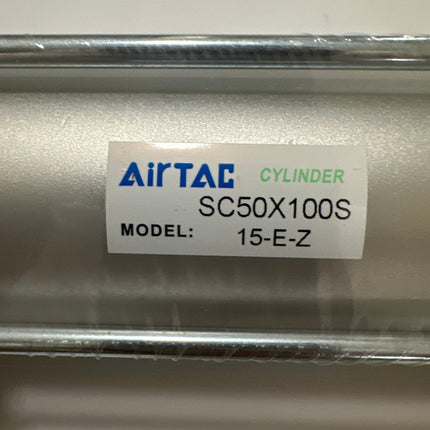 AirTAC CYLINDER
SC50X100S
MODEL: 15-E-Z